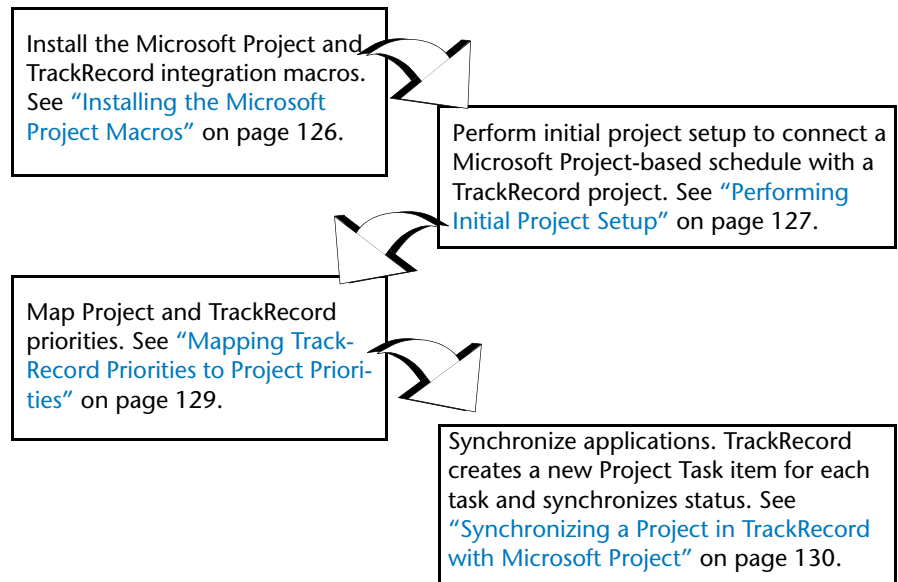 Install the Microsoft Project and
TrackRecord integration macros.
See “Installing the Microsoft
Project Macros” on page 126.
Perform initial project setup to connect a
Microsoft Project-based schedule with a
TrackRecord project. See “Performing
Initial Project Setup” on page 127.
Map Project and TrackRecord
priorities. See “Mapping Track-
Record Priorities to Project Priori-
ties” on page 129.
Synchronize applications. TrackRecord
creates a new Project Task item for each
task and synchronizes status. See
“Synchronizing a Project in TrackRecord
with Microsoft Project” on page 130.